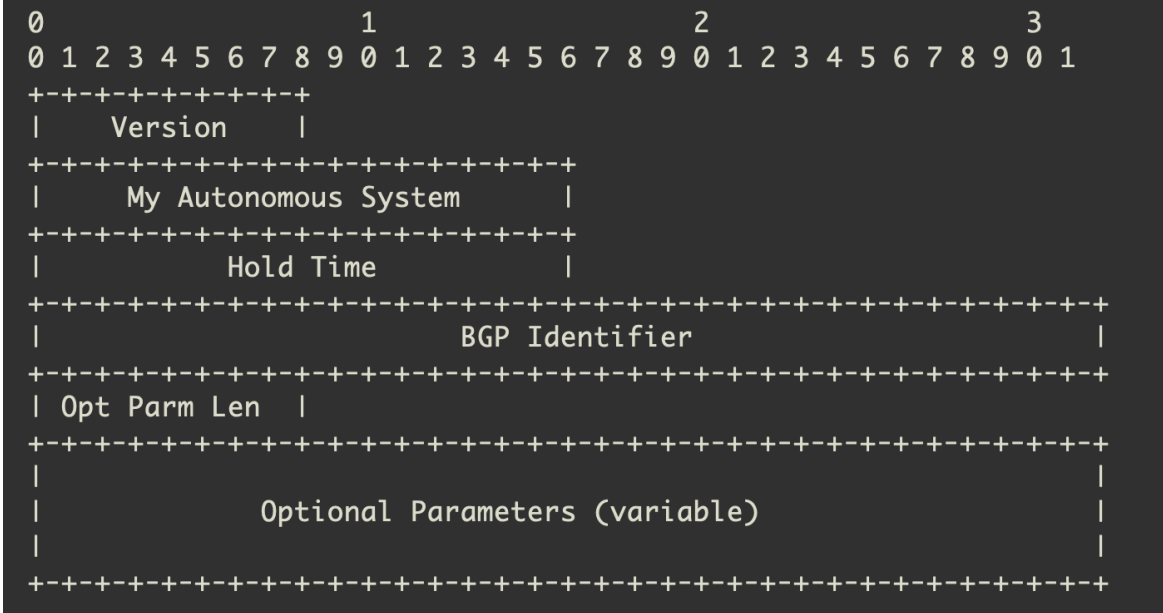 0                   1                   2                   3
0 1 2 3 4 5 6 7 8 9 0 1 2 3 4 5 6 7 8 9 0 1 2 3 4 5 6 7 8 9 0 1
+-+-+-+-+-+-+-+-+
|    Version    |
+-+-+-+-+-+-+-+-+-+-+-+-+-+-+-+-+
|     My Autonomous System      |
+-+-+-+-+-+-+-+-+-+-+-+-+-+-+-+-+
|           Hold Time           |
+-+-+-+-+-+-+-+-+-+-+-+-+-+-+-+-+-+-+-+-+-+-+-+-+-+-+-+-+-+-+-+-+
|                         BGP Identifier                        |
+-+-+-+-+-+-+-+-+-+-+-+-+-+-+-+-+-+-+-+-+-+-+-+-+-+-+-+-+-+-+-+-+
| Opt Parm Len  |
+-+-+-+-+-+-+-+-+-+-+-+-+-+-+-+-+-+-+-+-+-+-+-+-+-+-+-+-+-+-+-+-+
|                                                               |
|             Optional Parameters (variable)                    |
|                                                               |
+-+-+-+-+-+-+-+-+-+-+-+-+-+-+-+-+-+-+-+-+-+-+-+-+-+-+-+-+-+-+-+-+